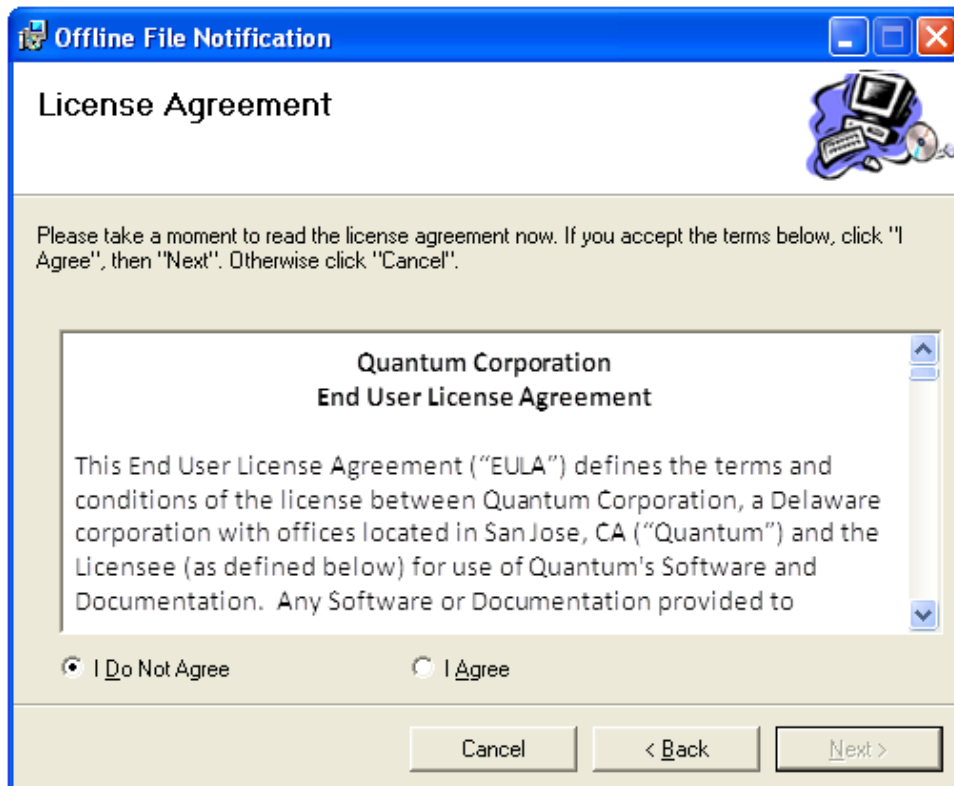 Offline File Notification
License Agreement
Please take a moment to read the license agreement now. If you accept the terms below, click "I
Agree", then "Next". Otherwise click "Cancel".
Quantum Corporation
End User License Agreement
This End User License Agreement (“EULA”) defines the terms and
conditions of the license between Quantum Corporation, a Delaware
corporation with offices located in San Jose, CA (“Quantum”) and the
Licensee (as defined below) for use of Quantum's Software and
Documentation.  Any Software or Documentation provided to
I Do Not Agree
I Agree
Cancel
< Back
Next >